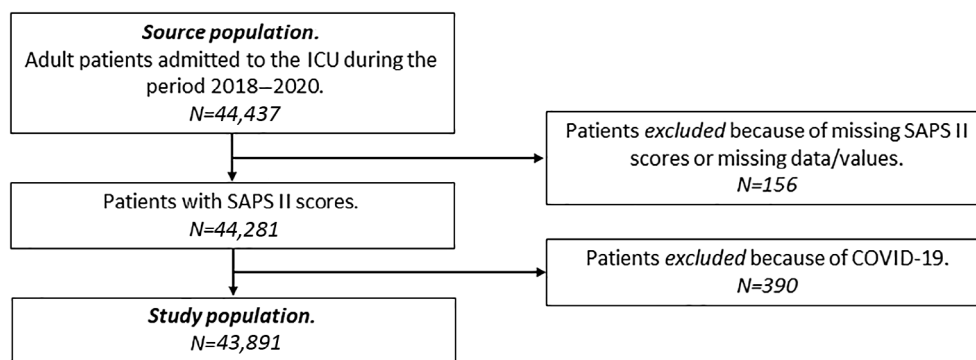 Source population.
Adult patients admitted to the ICU during the
period 2018–2020.
N=44,437
Patients excluded because of missing SAPS II
scores or missing data/values.
N=156
Patients with SAPS II scores.
N=44,281
Patients excluded because of COVID-19.
N=390
Study population.
N=43,891